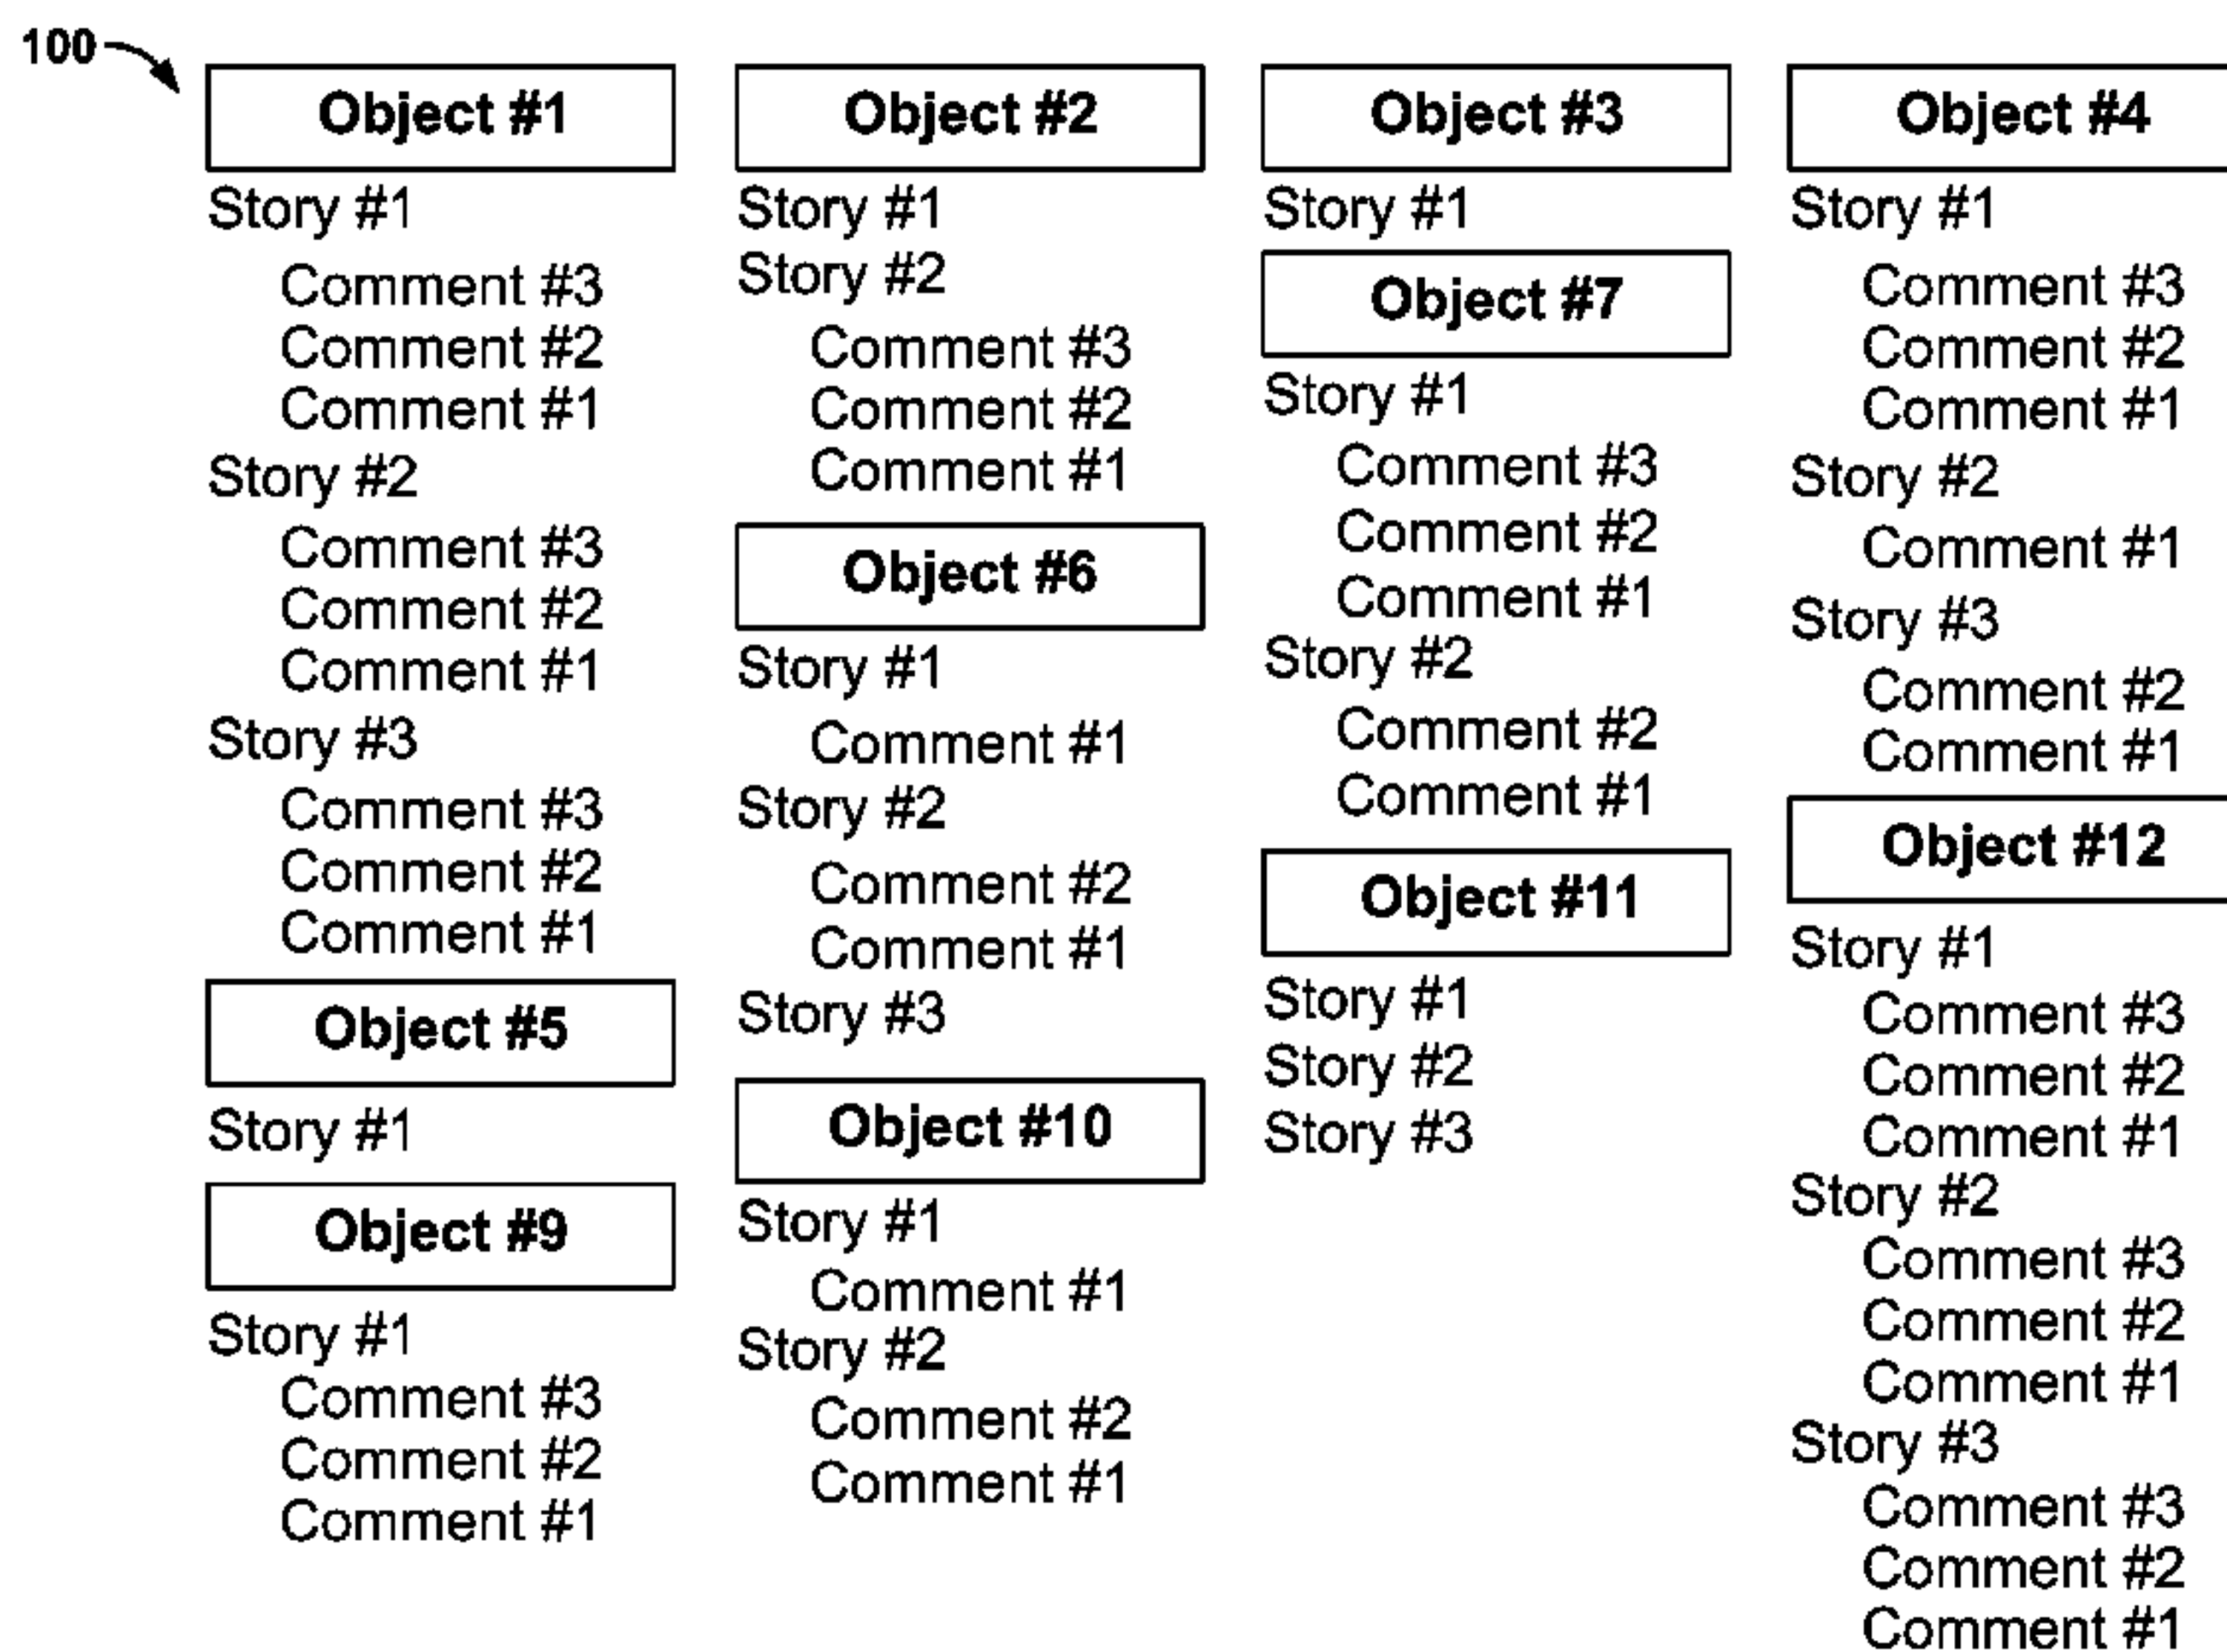 100
Object #1
Story #1
Comment #3
Comment #2
Comment #1
Story #2
Comment #3
Comment #2
Comment #1
Story #3
Comment #3
Comment #2
Comment #1
Object #5
Story #1
Object #9
Story #1
Comment #3
Comment #2
Comment #1
Object #2
Story #1
Story #2
Comment #3
Comment #2
Comment #1
Object #6
Story #1
Comment #1
Story #2
Comment #2
Comment #1
Story #3
Object #10
Story #1
Comment #1
Story #2
Comment #2
Comment #1
Object #3
Story #1
Object #7
Story #1
Comment #3
Comment #2
Comment #1
Story #2
Comment #2
Comment #1
Object #11
Story #1
Story #2
Story #3
Object #4
Story #1
Comment #3
Comment #2
Comment #1
Story #2
Comment #1
Story #3
Comment #2
Comment #1
Object #12
Story #1
Comment #3
Comment #2
Comment #1
Story #2
Comment #3
Comment #2
Comment #1
Story #3
Comment #3
Comment #2
Comment #1